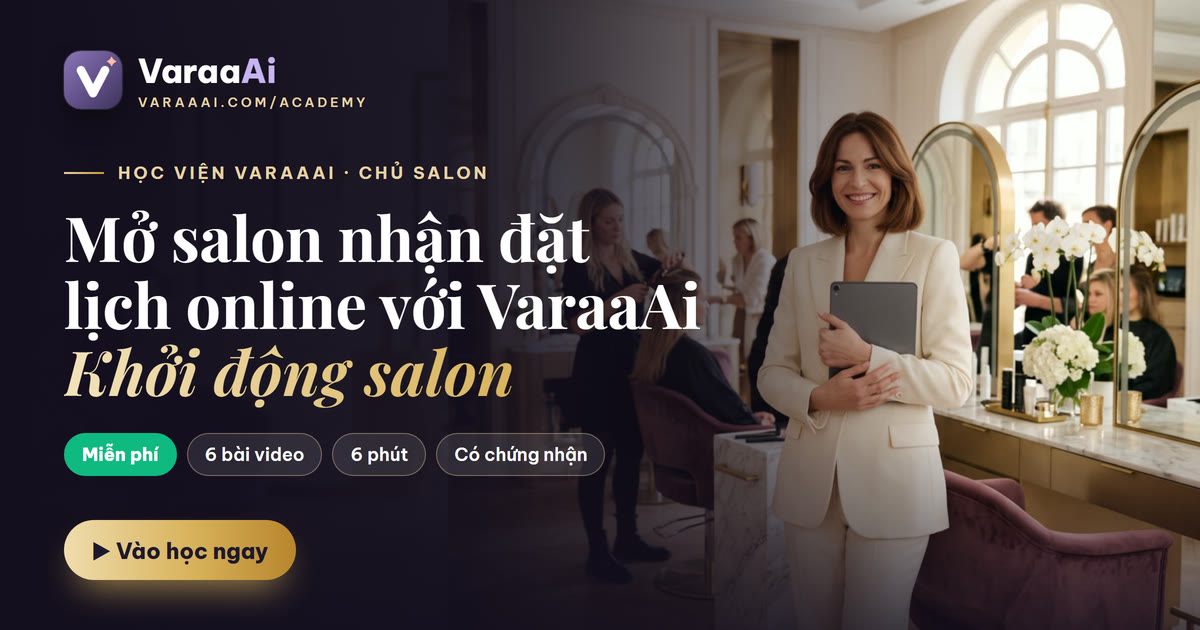 V
VaraaAi
VARAAAI.COM/ACADEMY
HỌC VIỆN VARAAAI · CHỦ SALON
Mở salon nhận đặt
lịch online với VaraaAi
Khởi động salon
Miễn phí
6 bài video
6 phút
Có chứng nhận
▶ Vào học ngay